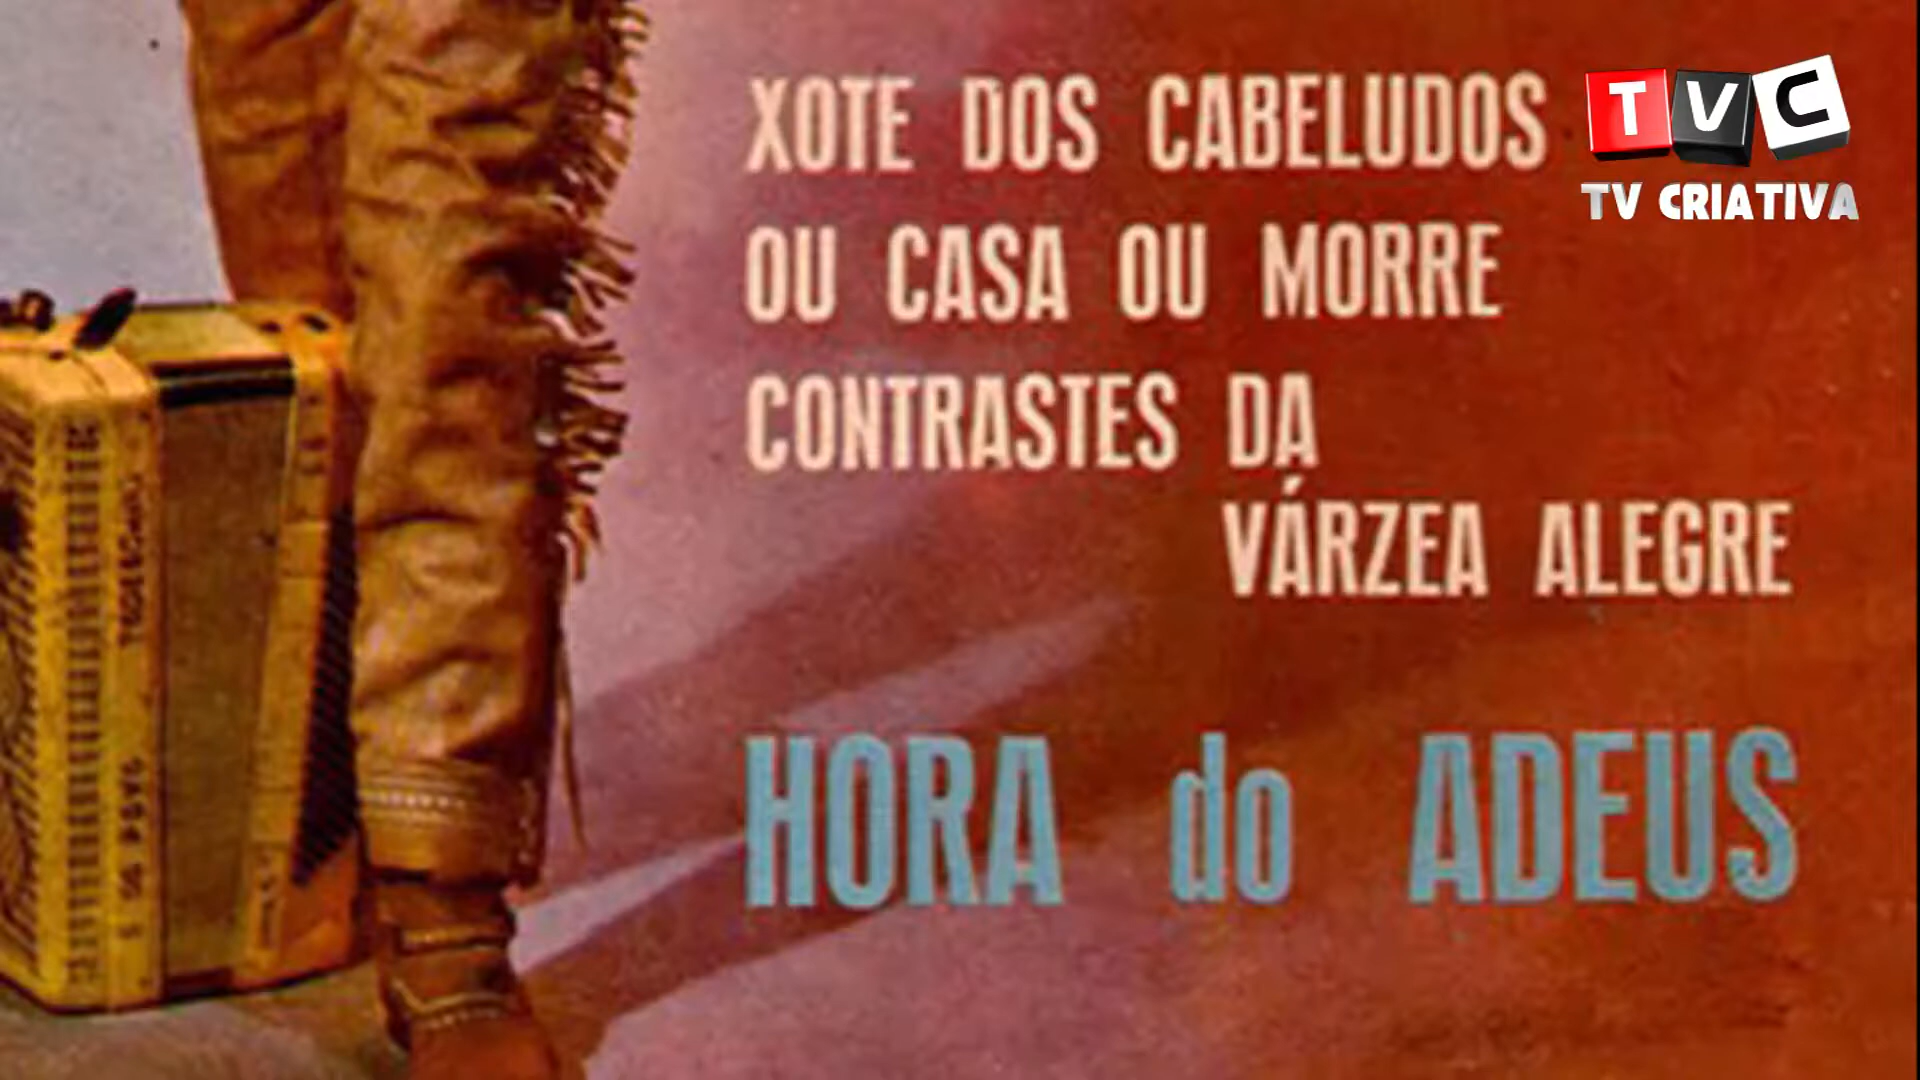 XOTE DOS CABELUDOS
OU CASA OU MORRE
CONTRASTES DA
VÁRZEA ALEGRE
HORA do ADEUS
TVC
TV CRIATIVA